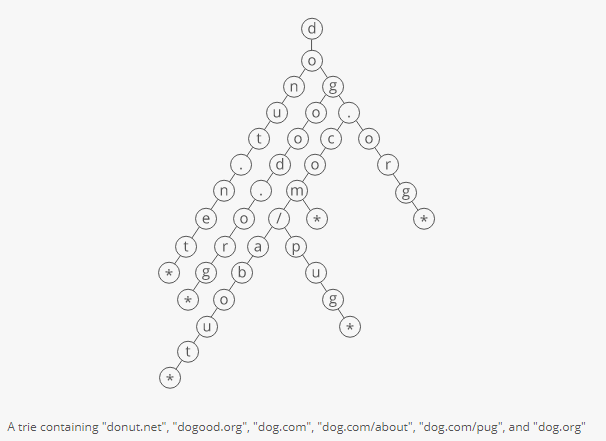 d
o
n g
u o .
t o c o
. d o r
n . m g
e o / * *
t r a p
* g b u
* o g
u *
t
*
A trie containing "donut.net", "dogood.org", "dog.com", "dog.com/about", "dog.com/pug", and "dog.org"